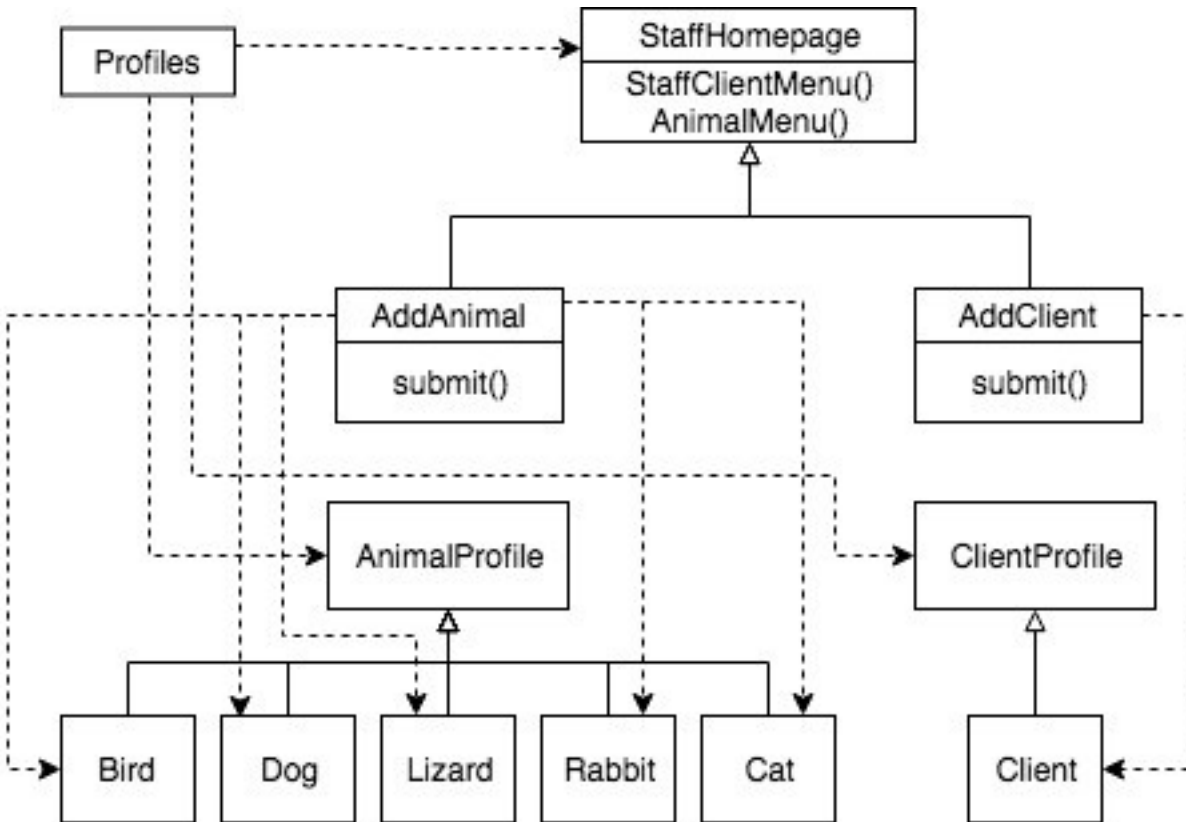 StaffHomepage
Profiles
StaffClientMenu()
AnimalMenu()
AddAnimal
AddClient
submit()
submit()
AnimalProfile
ClientProfile
Bird
Dog
Lizard
Rabbit
Cat
Client